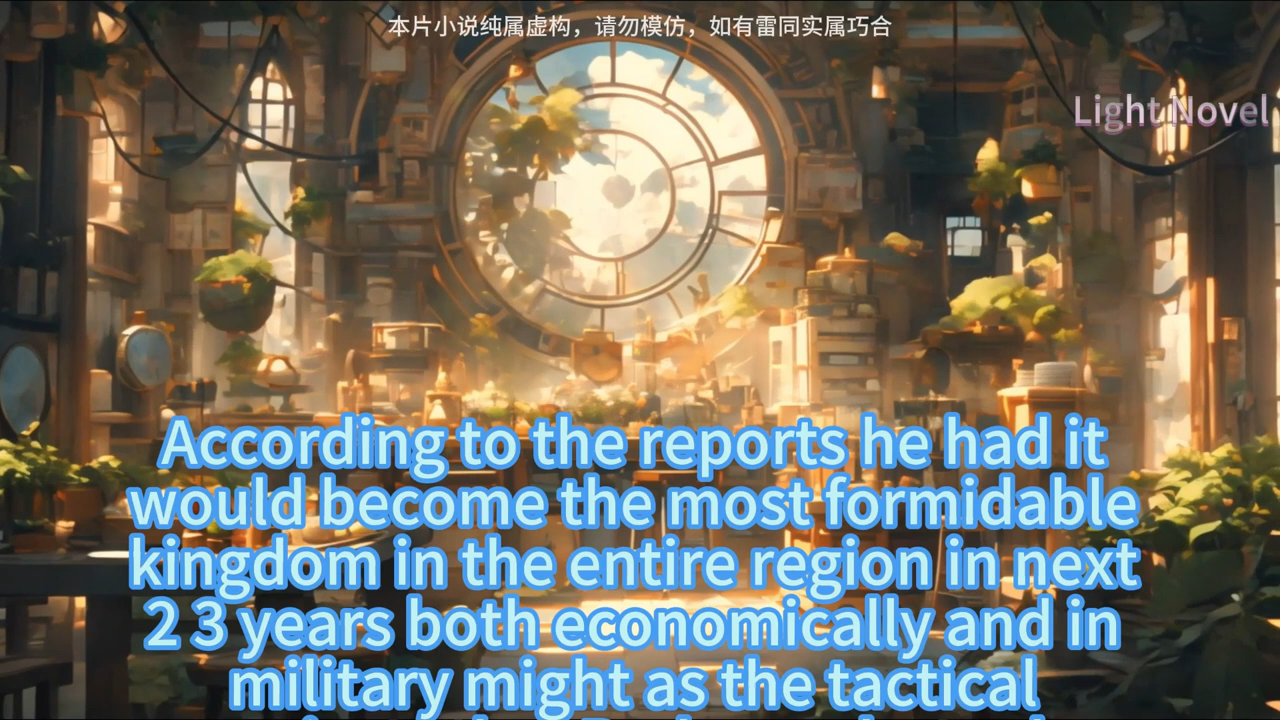 本片小说纯属虚构，请勿模仿，如有雷同实属巧合
Light Novel
According to the reports he had it
would become the most formidable
kingdom in the entire region in next
2 3 years both economically and in
military might as the tactical